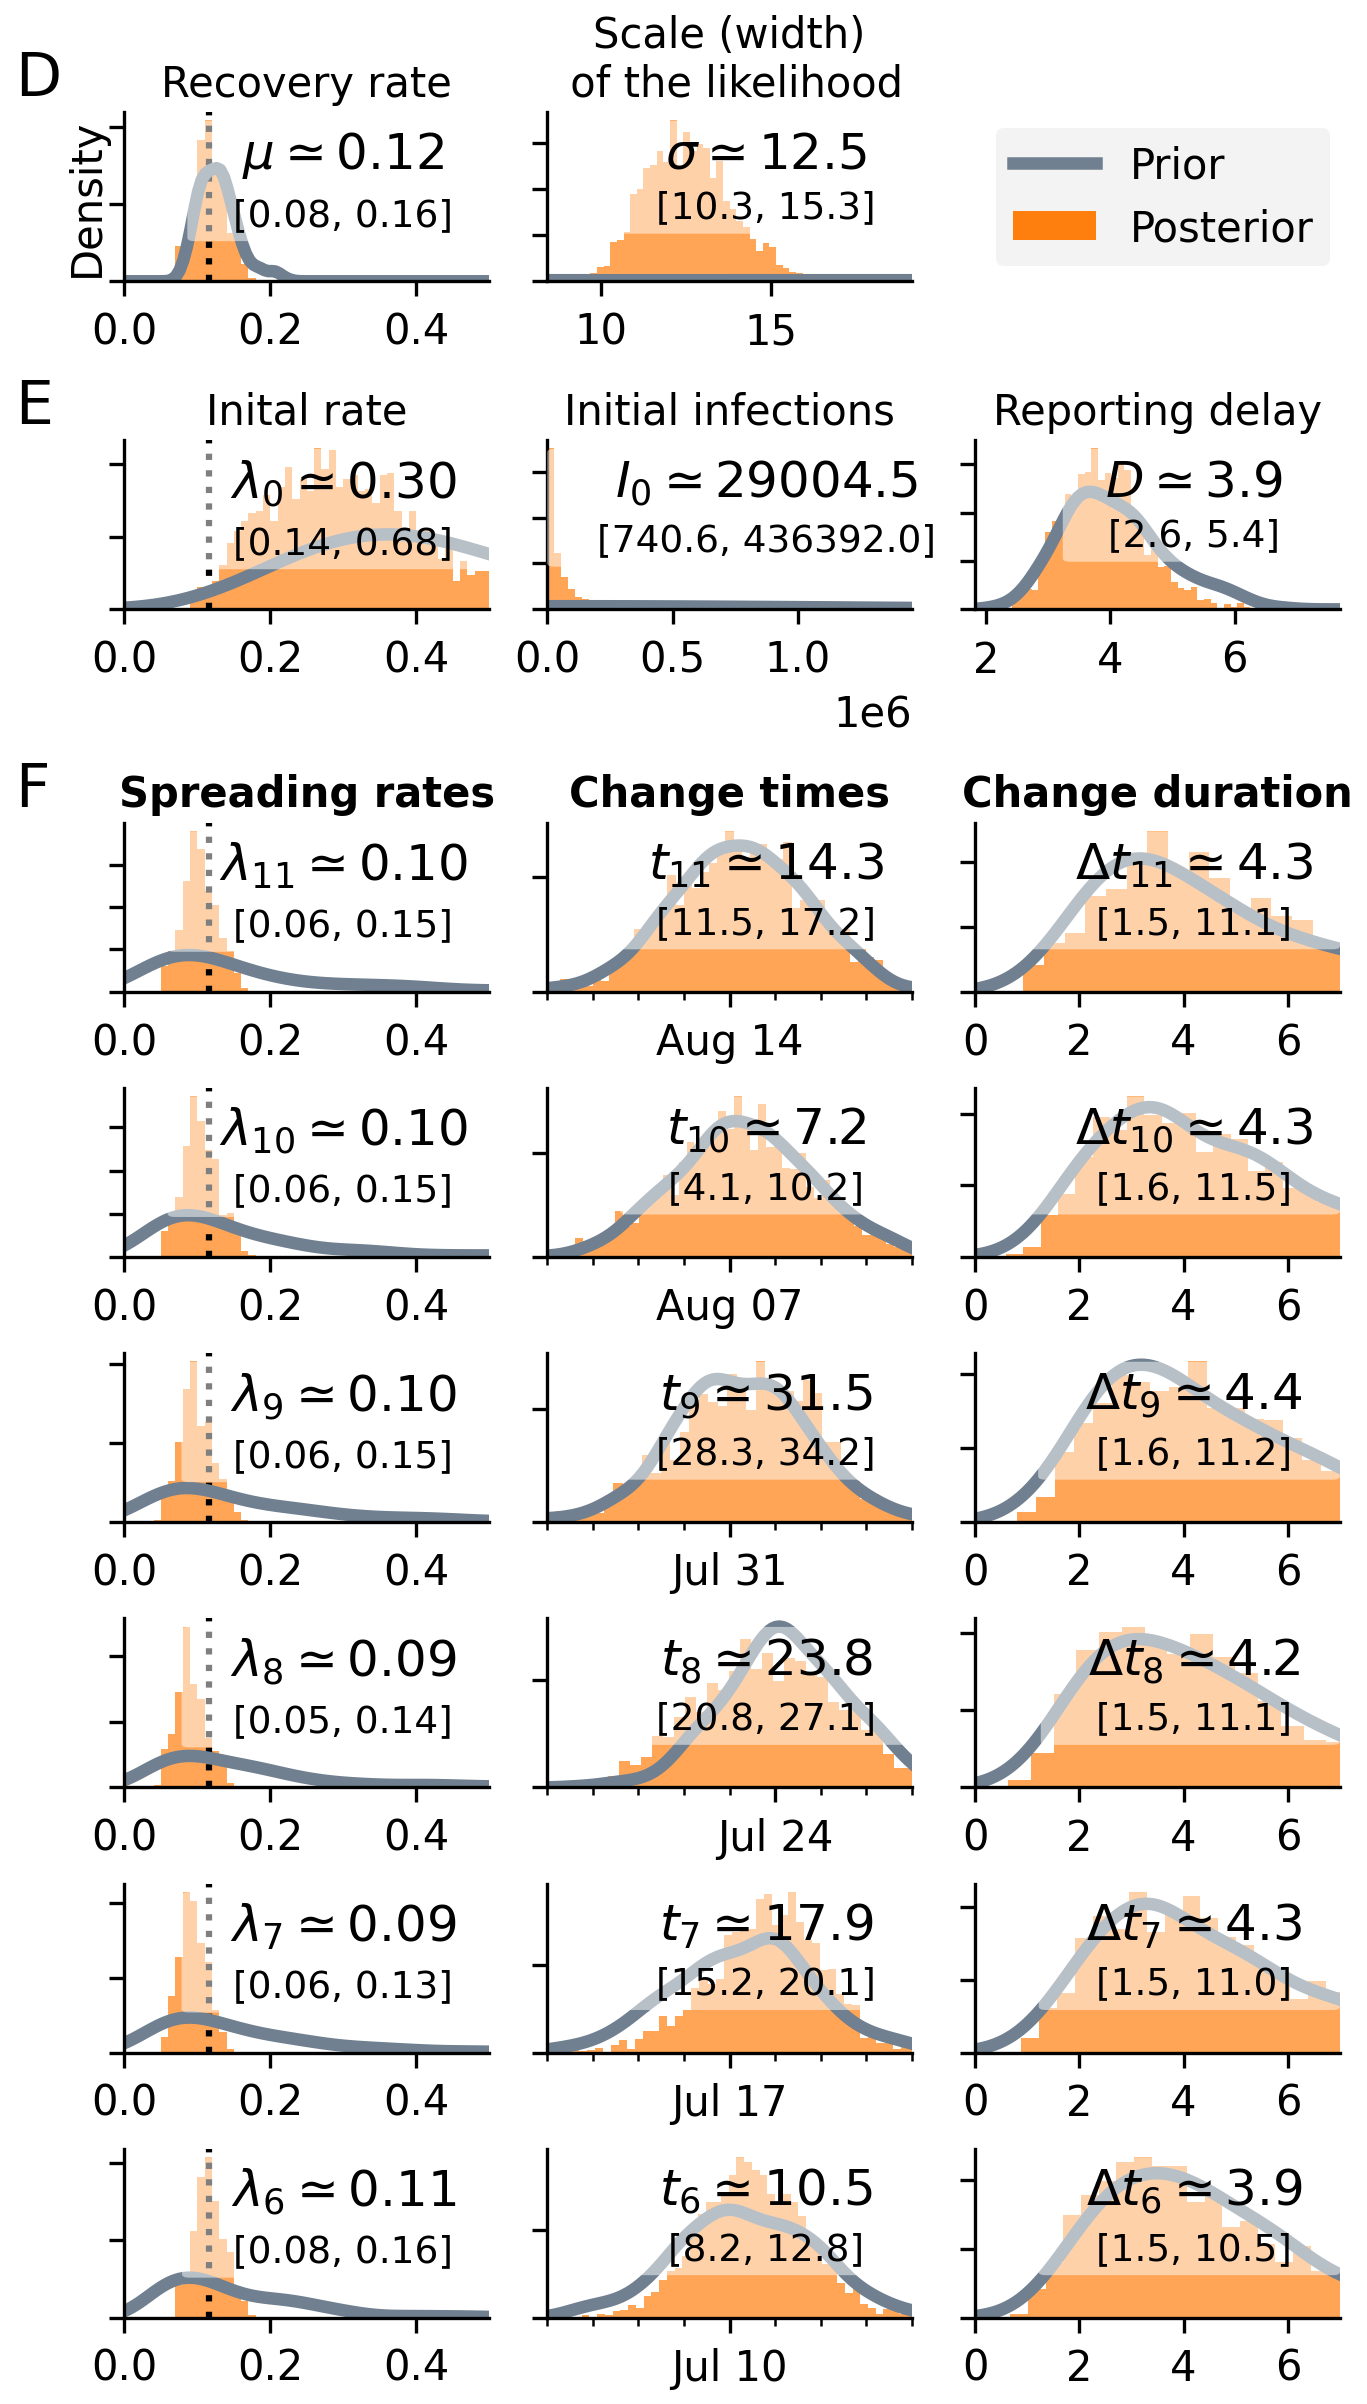 D
Recovery rate
Scale (width)
of the likelihood
Density
μ ≃ 0.12
[0.08, 0.16]
0.0 0.2 0.4
σ ≃ 12.5
[10.3, 15.3]
10 15
Prior
Posterior
E
Inital rate
λ₀ ≃ 0.30
[0.14, 0.68]
0.0 0.2 0.4
Initial infections
I₀ ≃ 29004.5
[740.6, 436392.0]
0.0 0.5 1.0
1e6
Reporting delay
D ≃ 3.9
[2.6, 5.4]
2 4 6
F
Spreading rates
Change times
Change duration
λ₁₁ ≃ 0.10
[0.06, 0.15]
0.0 0.2 0.4
t₁₁ ≃ 14.3
[11.5, 17.2]
Aug 14
Δt₁₁ ≃ 4.3
[1.5, 11.1]
0 2 4 6
λ₁₀ ≃ 0.10
[0.06, 0.15]
0.0 0.2 0.4
t₁₀ ≃ 7.2
[4.1, 10.2]
Aug 07
Δt₁₀ ≃ 4.3
[1.6, 11.5]
0 2 4 6
λ₉ ≃ 0.10
[0.06, 0.15]
0.0 0.2 0.4
t₉ ≃ 31.5
[28.3, 34.2]
Jul 31
Δt₉ ≃ 4.4
[1.6, 11.2]
0 2 4 6
λ₈ ≃ 0.09
[0.05, 0.14]
0.0 0.2 0.4
t₈ ≃ 23.8
[20.8, 27.1]
Jul 24
Δt₈ ≃ 4.2
[1.5, 11.1]
0 2 4 6
λ₇ ≃ 0.09
[0.06, 0.13]
0.0 0.2 0.4
t₇ ≃ 17.9
[15.2, 20.1]
Jul 17
Δt₇ ≃ 4.3
[1.5, 11.0]
0 2 4 6
λ₆ ≃ 0.11
[0.08, 0.16]
0.0 0.2 0.4
t₆ ≃ 10.5
[8.2, 12.8]
Jul 10
Δt₆ ≃ 3.9
[1.5, 10.5]
0 2 4 6